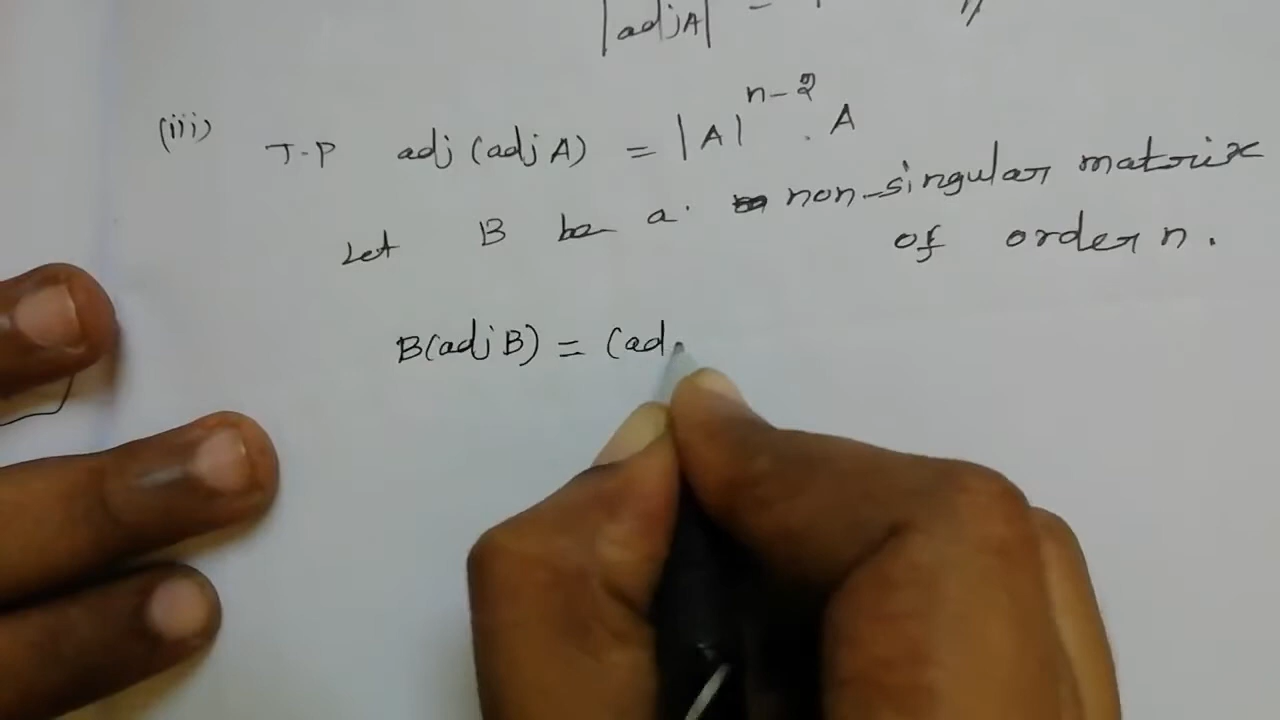 |adj A| =
(iii) T.P adj (adj A) = |A|^{n-2} . A
Let B be a non-singular matrix
of order n.
B(adj B) = (ad